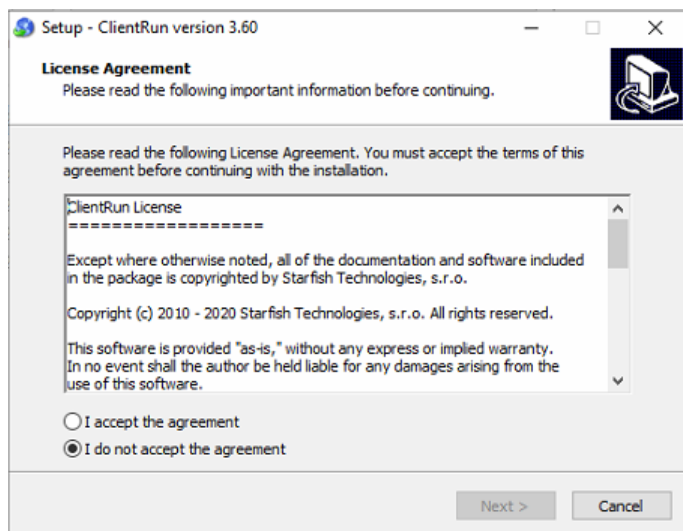 Setup - ClientRun version 3.60
License Agreement
Please read the following important information before continuing.
Please read the following License Agreement. You must accept the terms of this
agreement before continuing with the installation.
ClientRun License
==================
Except where otherwise noted, all of the documentation and software included
in the package is copyrighted by Starfish Technologies, s.r.o.
Copyright (c) 2010 - 2020 Starfish Technologies, s.r.o. All rights reserved.
This software is provided "as-is," without any express or implied warranty.
In no event shall the author be held liable for any damages arising from the
use of this software.
I accept the agreement
I do not accept the agreement
Next >
Cancel